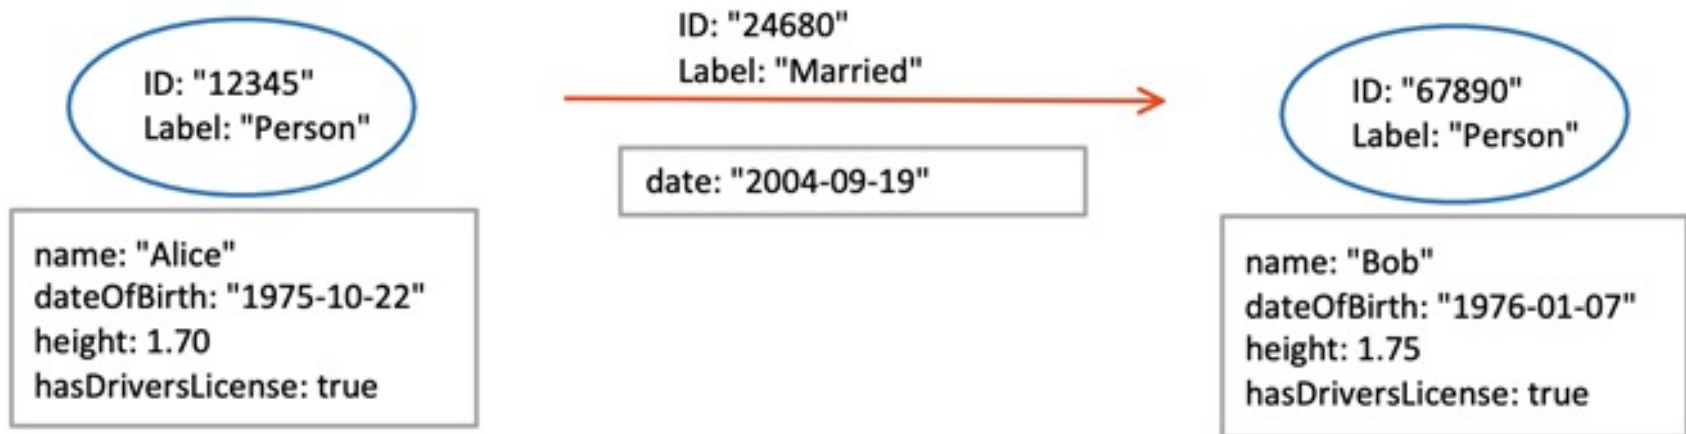 ID: "12345"
Label: "Person"
name: "Alice"
dateOfBirth: "1975-10-22"
height: 1.70
hasDriversLicense: true
ID: "24680"
Label: "Married"
date: "2004-09-19"
ID: "67890"
Label: "Person"
name: "Bob"
dateOfBirth: "1976-01-07"
height: 1.75
hasDriversLicense: true